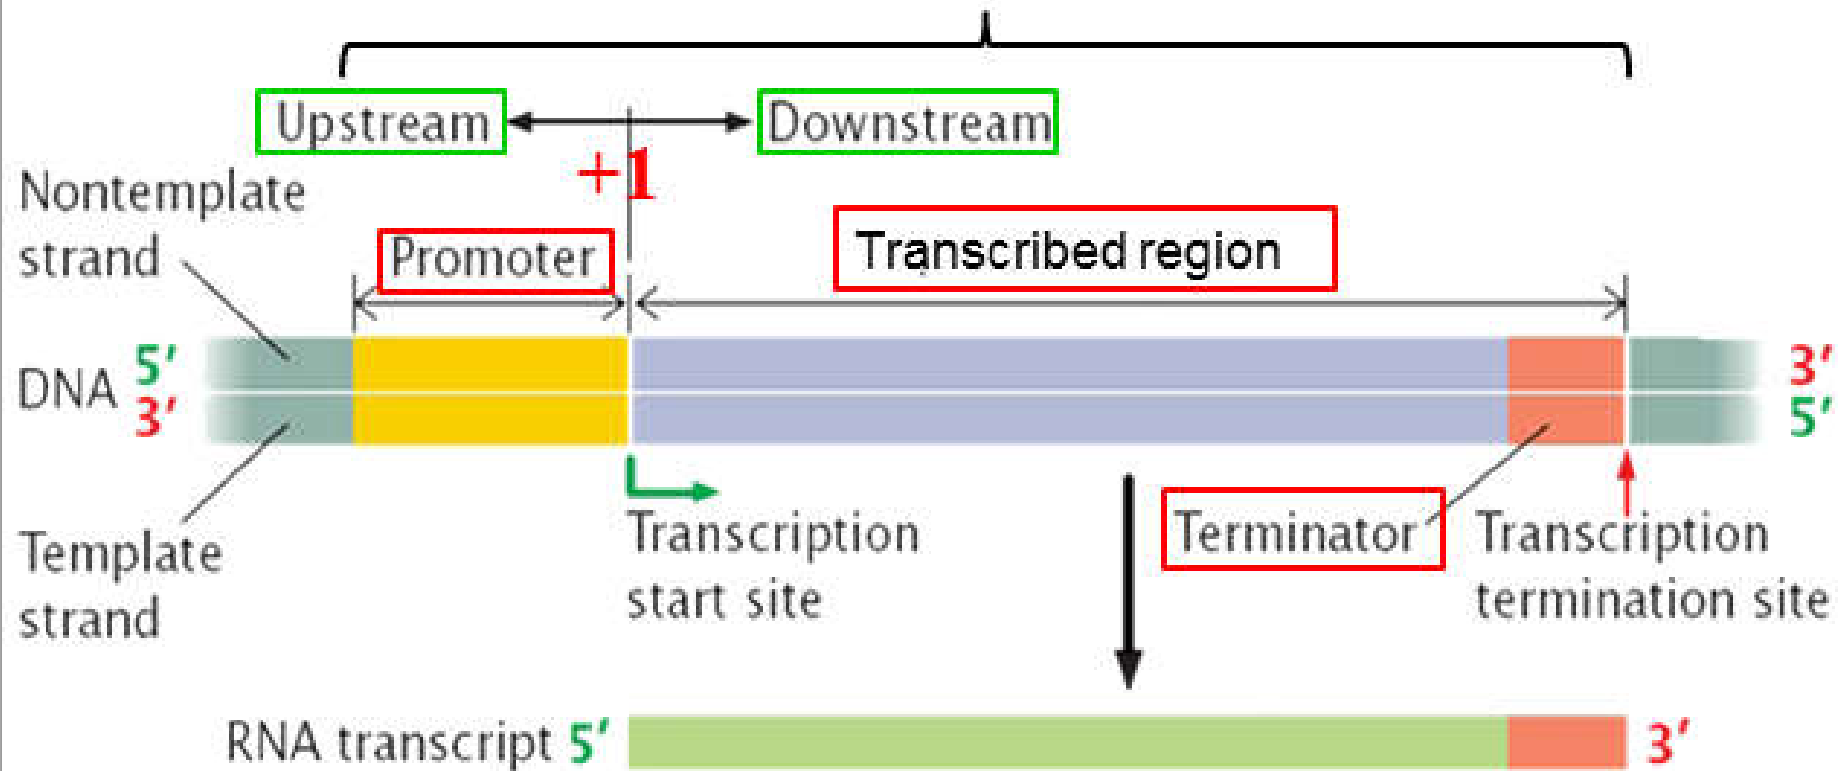 Upstream
Downstream
+1
Nontemplate
strand
Promoter
Transcribed region
DNA
5′
3′
3′
5′
Template
strand
Transcription
start site
Terminator
Transcription
termination site
RNA transcript 5′
3′